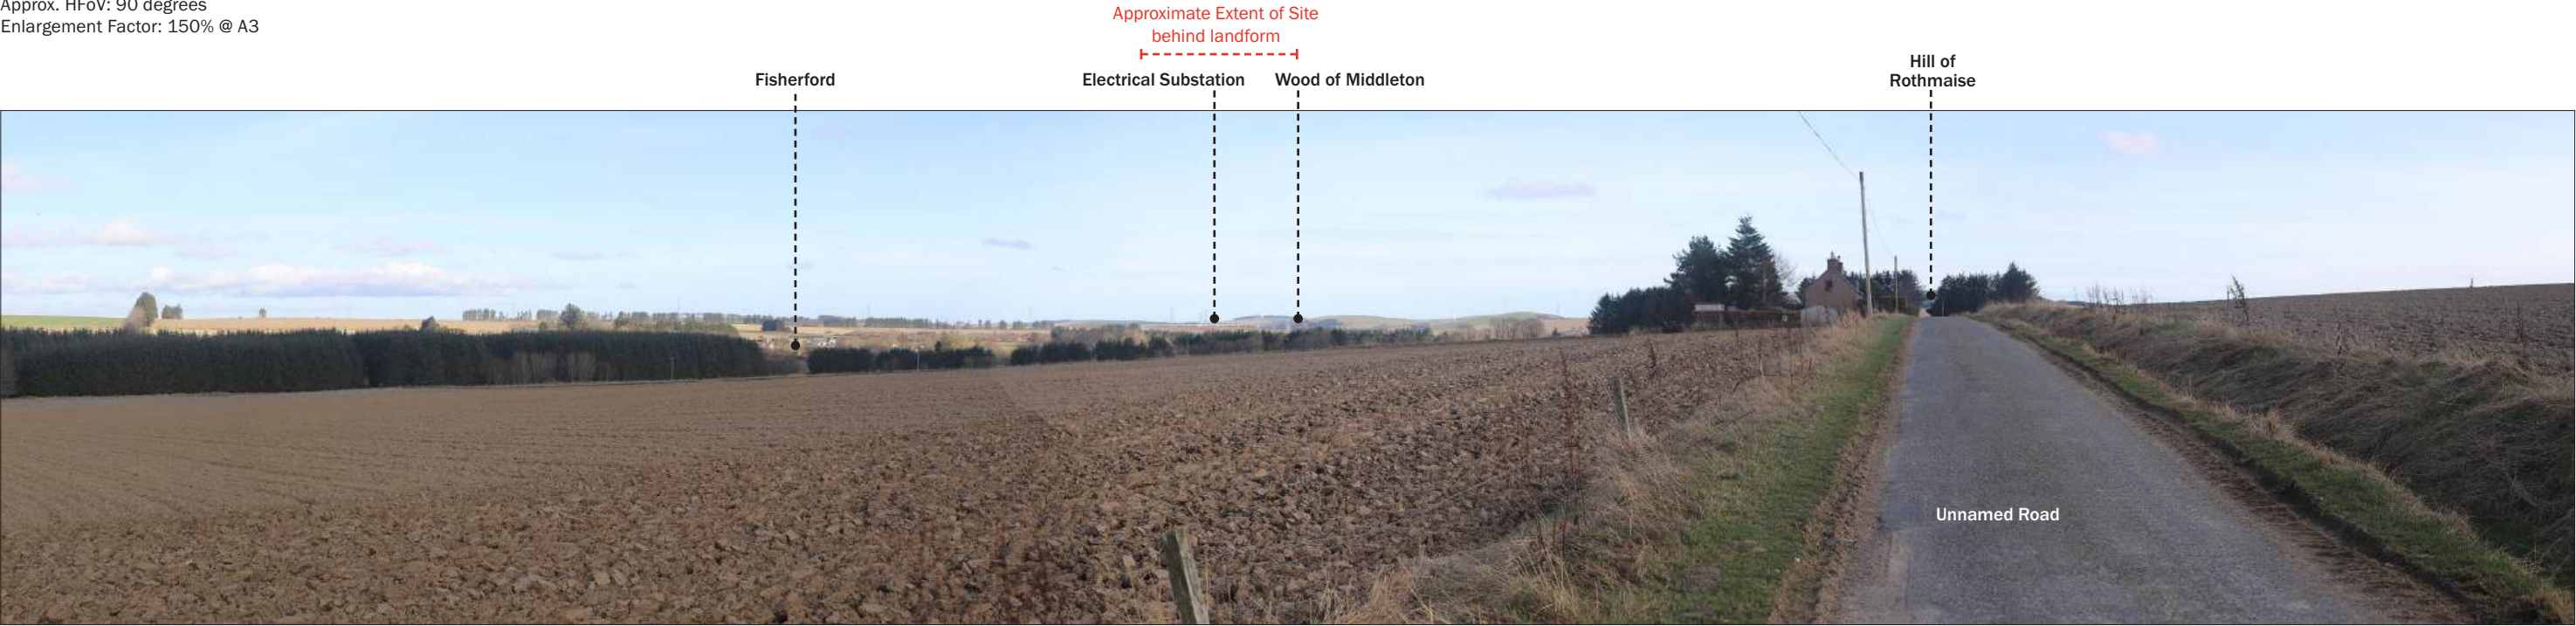 Approx. HFoV: 90 degrees
Enlargement Factor: 150% @ A3
Approximate Extent of Site
behind landform
Fisherford
Electrical Substation
Wood of Middleton
Hill of
Rothmaise
Unnamed Road